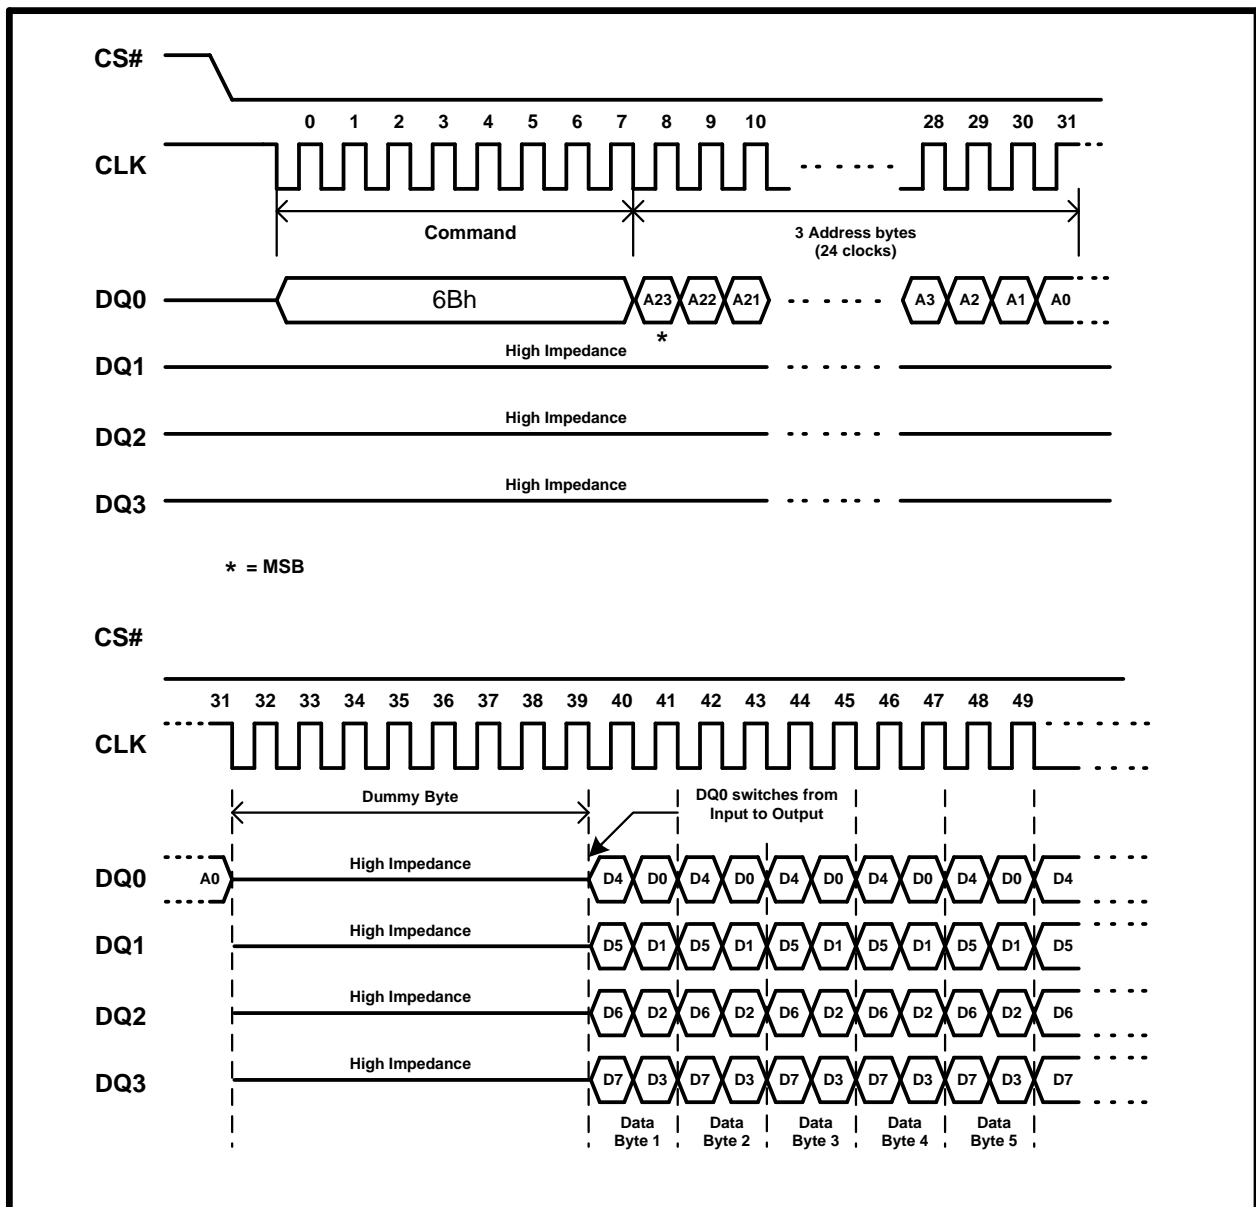 CS#
0 1 2 3 4 5 6 7 8 9 10 28 29 30 31
CLK
Command
3 Address bytes
(24 clocks)
DQ0 6Bh A23 A22 A21 A3 A2 A1 A0
*
High Impedance
DQ1
High Impedance
DQ2
High Impedance
DQ3
* = MSB
CS#
31 32 33 34 35 36 37 38 39 40 41 42 43 44 45 46 47 48 49
CLK
Dummy Byte
DQ0 switches from
Input to Output
High Impedance
DQ0 A0 D4 D0 D4 D0 D4 D0 D4 D0 D4 D0 D4
High Impedance
DQ1 D5 D1 D5 D1 D5 D1 D5 D1 D5 D1 D5
High Impedance
DQ2 D6 D2 D6 D2 D6 D2 D6 D2 D6 D2 D6
High Impedance
DQ3 D7 D3 D7 D3 D7 D3 D7 D3 D7 D3 D7
Data Data Data Data Data
Byte 1 Byte 2 Byte 3 Byte 4 Byte 5